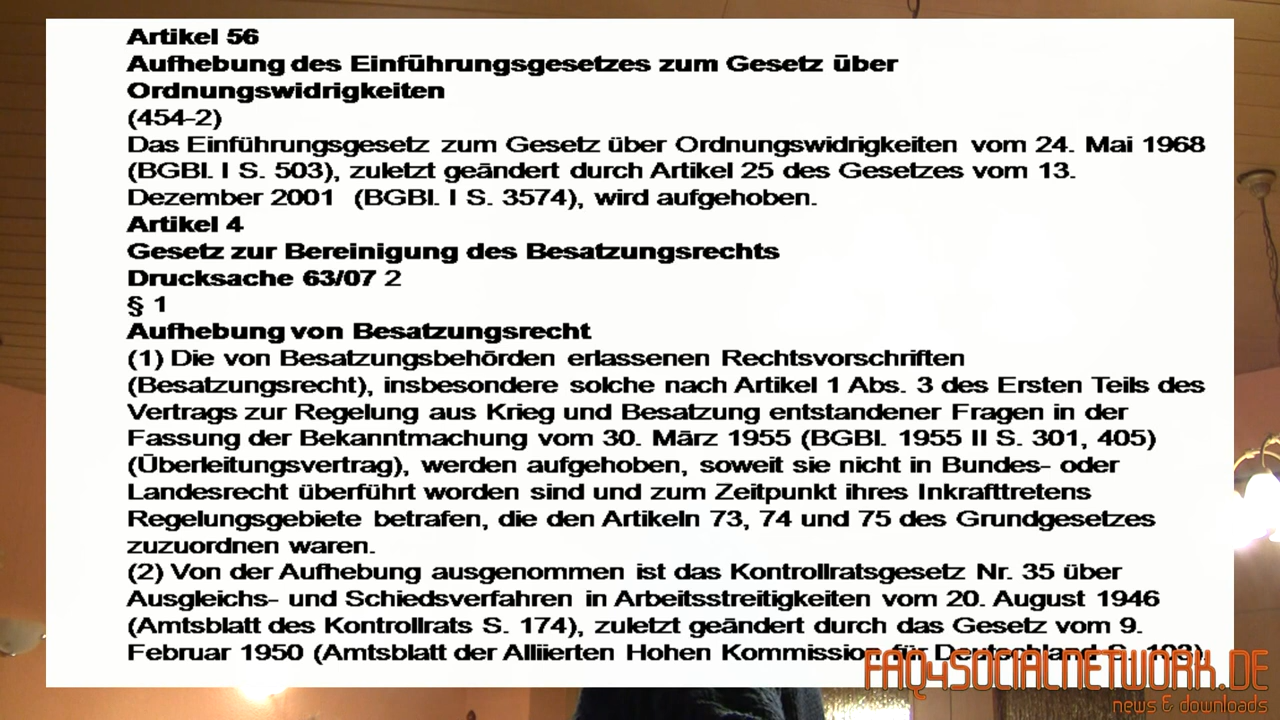 Artikel 56
Aufhebung des Einführungsgesetzes zum Gesetz über
Ordnungswidrigkeiten
(454-2)
Das Einführungsgesetz zum Gesetz über Ordnungswidrigkeiten vom 24. Mai 1968
(BGBl. I S. 503), zuletzt geändert durch Artikel 25 des Gesetzes vom 13.
Dezember 2001 (BGBl. I S. 3574), wird aufgehoben.
Artikel 4
Gesetz zur Bereinigung des Besatzungsrechts
Drucksache 63/07 2
§ 1
Aufhebung von Besatzungsrecht
(1) Die von Besatzungsbehörden erlassenen Rechtsvorschriften
(Besatzungsrecht), insbesondere solche nach Artikel 1 Abs. 3 des Ersten Teils des
Vertrags zur Regelung aus Krieg und Besatzung entstandener Fragen in der
Fassung der Bekanntmachung vom 30. März 1955 (BGBl. 1955 II S. 301, 405)
(Überleitungsvertrag), werden aufgehoben, soweit sie nicht in Bundes- oder
Landesrecht überführt worden sind und zum Zeitpunkt ihres Inkrafttretens
Regelungsgebiete betrafen, die den Artikeln 73, 74 und 75 des Grundgesetzes
zuzuordnen waren.
(2) Von der Aufhebung ausgenommen ist das Kontrollratsgesetz Nr. 35 über
Ausgleichs- und Schiedsverfahren in Arbeitsstreitigkeiten vom 20. August 1946
(Amtsblatt des Kontrollrats S. 174), zuletzt geändert durch das Gesetz vom 9.
Februar 1950 (Amtsblatt der Alliierten Hohen Kommission für Deutschland S.
FAQ4SOCIALNETWORK.DE
news & downloads